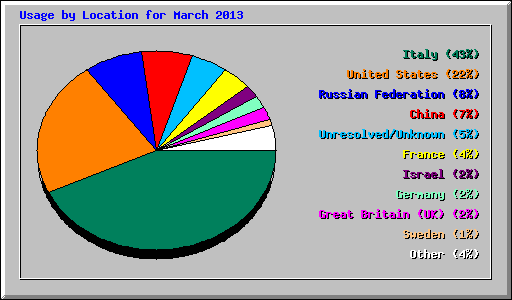 Usage by Location for March 2013
Italy (43%)
United States (22%)
Russian Federation (8%)
China (7%)
Unresolved/Unknown (5%)
France (4%)
Israel (2%)
Germany (2%)
Great Britain (UK) (2%)
Sweden (1%)
Other (4%)